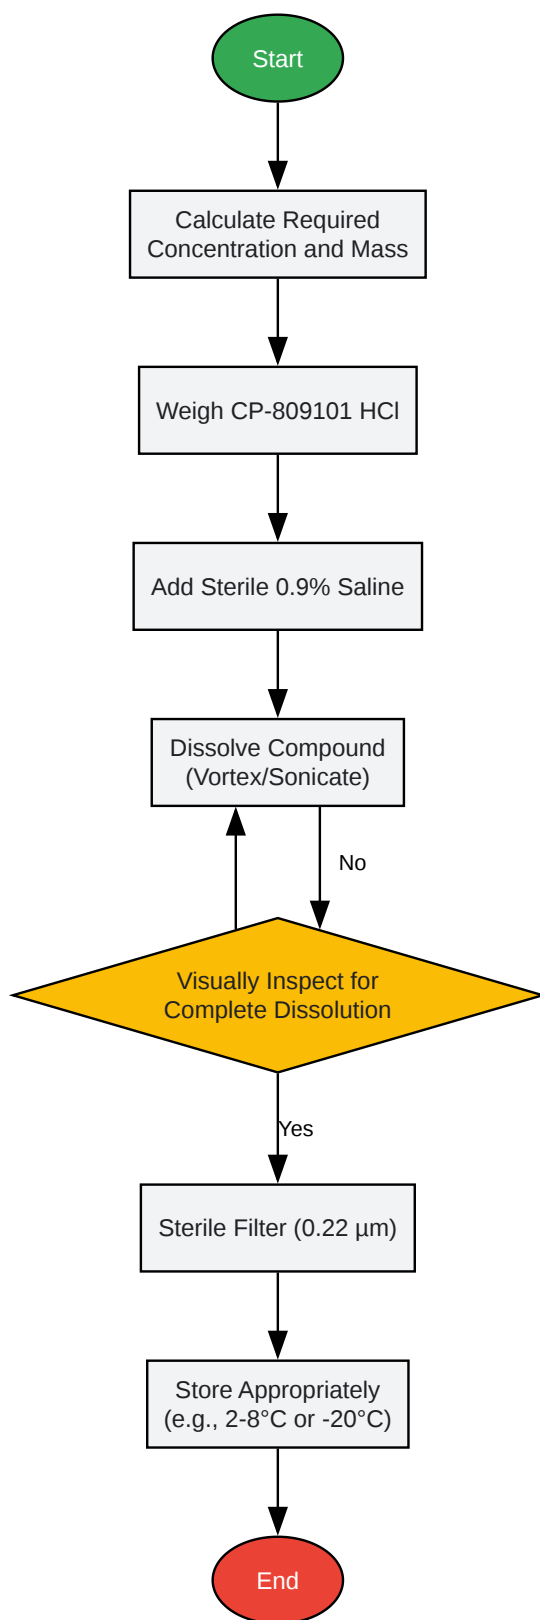 Start
Calculate Required
Concentration and Mass
Weigh CP-809101 HCl
Add Sterile 0.9% Saline
Dissolve Compound
(Vortex/Sonicate)
No
Visually Inspect for
Complete Dissolution
Yes
Sterile Filter (0.22 µm)
Store Appropriately
(e.g., 2-8°C or -20°C)
End